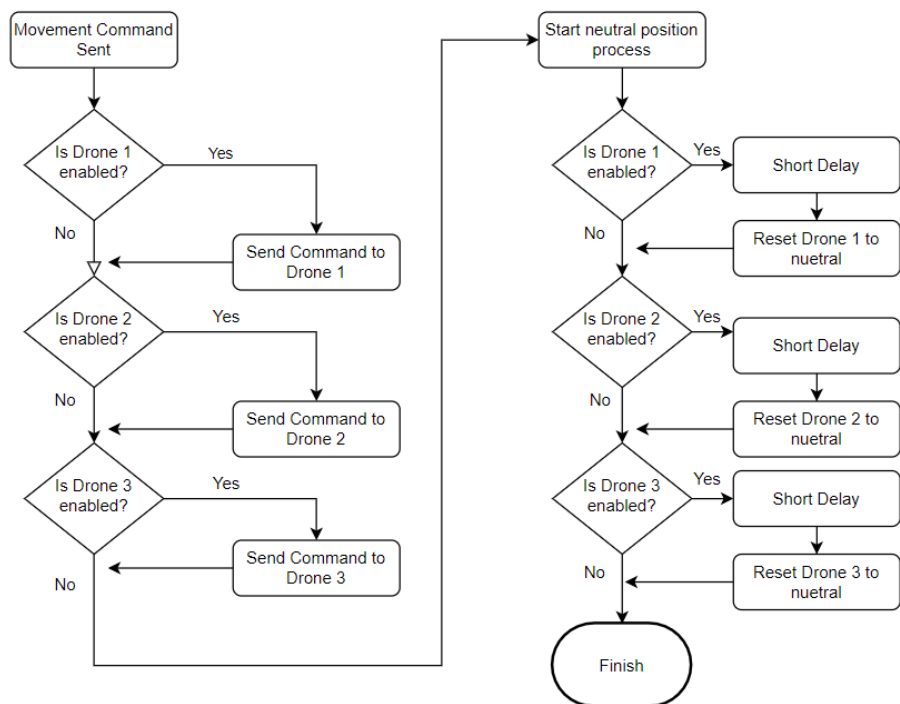 Movement Command
Sent
Is Drone 1
enabled?
Yes
No
Send Command to
Drone 1
Is Drone 2
enabled?
Yes
No
Send Command to
Drone 2
Is Drone 3
enabled?
Yes
No
Send Command to
Drone 3
Start neutral position
process
Is Drone 1
enabled?
Yes
Short Delay
No
Reset Drone 1 to
nuetral
Is Drone 2
enabled?
Yes
Short Delay
No
Reset Drone 2 to
nuetral
Is Drone 3
enabled?
Yes
Short Delay
No
Reset Drone 3 to
nuetral
Finish